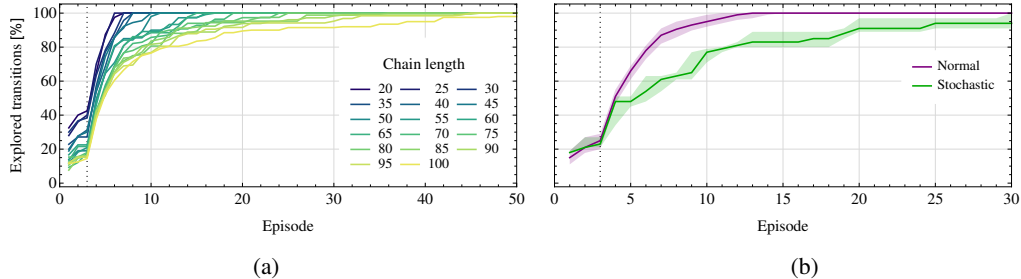 Explored transitions [%]
100
80
60
40
20
0
Chain length
20 25 30
35 40 45
50 55 60
65 70 75
80 85 90
95 100
0 10 20 30 40 50
Episode
(a)
Normal
Stochastic
0 5 10 15 20 25 30
Episode
(b)